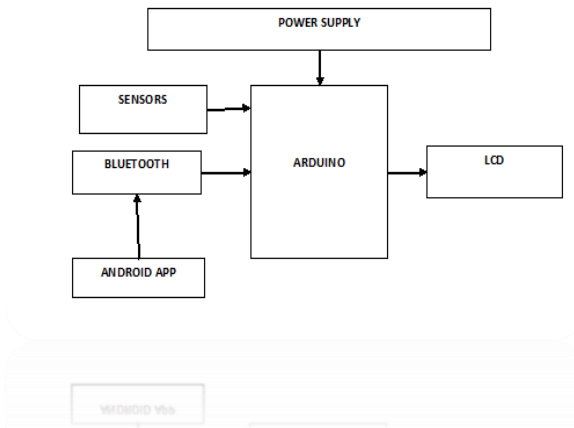 POWER SUPPLY
SENSORS
BLUETOOTH
ARDUINO
LCD
ANDROID APP